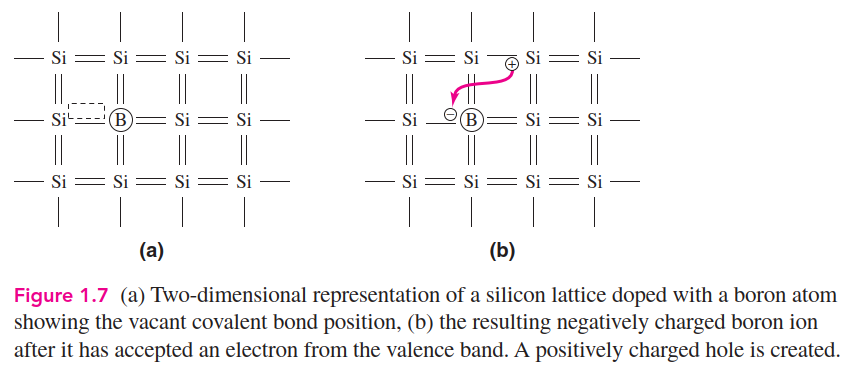 Si Si Si Si Si Si Si Si
+
Si B Si Si Si − B Si Si
Si Si Si Si Si Si Si Si
(a) (b)
Figure 1.7 (a) Two-dimensional representation of a silicon lattice doped with a boron atom
showing the vacant covalent bond position, (b) the resulting negatively charged boron ion
after it has accepted an electron from the valence band. A positively charged hole is created.